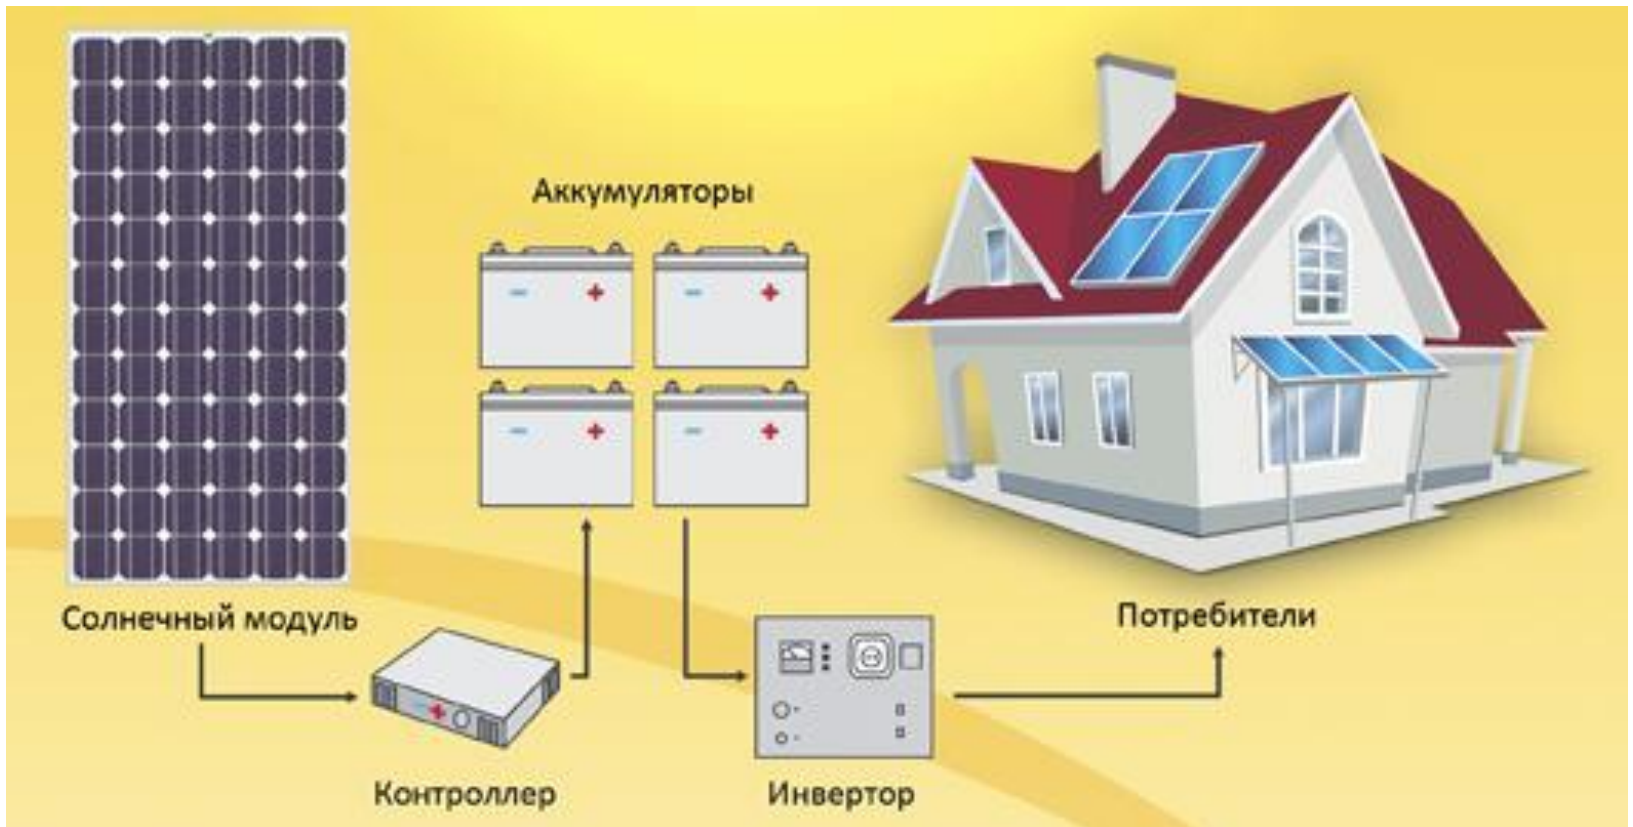 Аккумуляторы
Солнечный модуль
Потребители
Контроллер
Инвертор